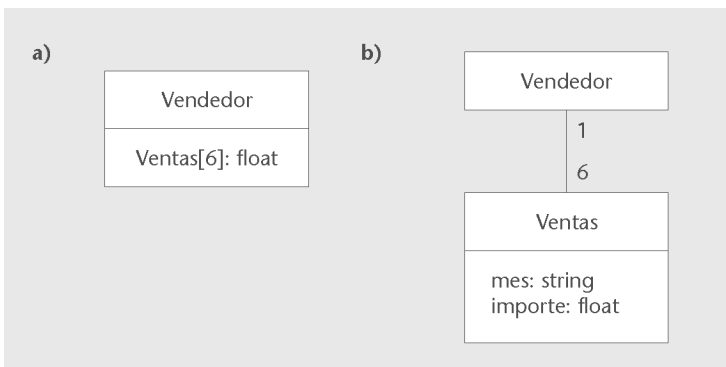 a)
Vendedor
Ventas[6]: float
b)
Vendedor
1
6
Ventas
mes: string
importe: float